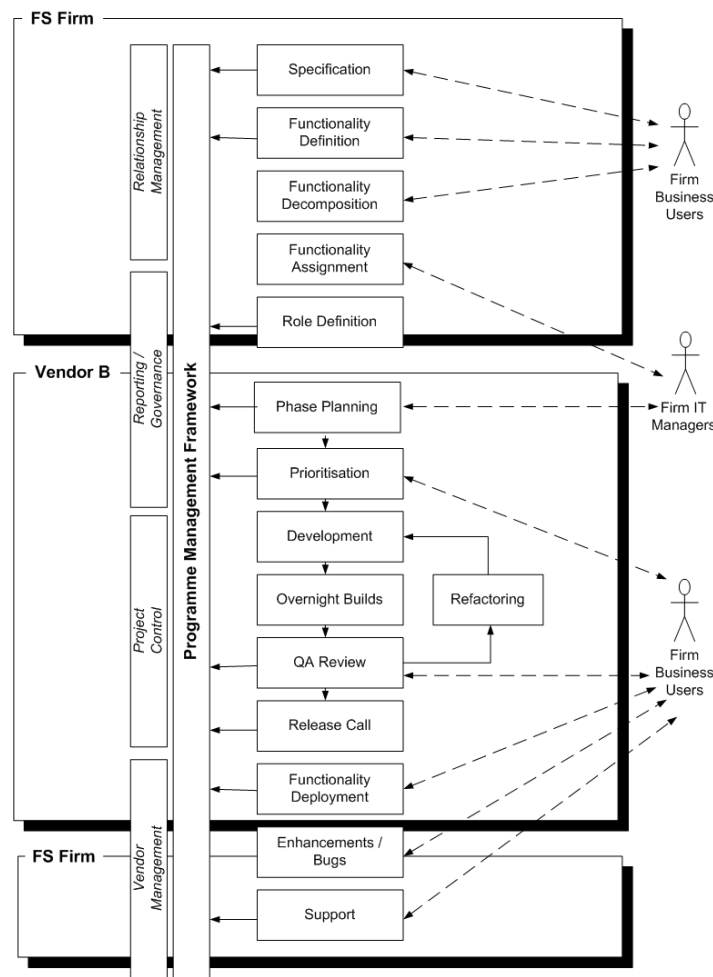 FS Firm
Relationship
Management
Specification
Functionality
Definition
Functionality
Decomposition
Functionality
Assignment
Role Definition
Firm
Business
Users
Reporting /
Governance
Programme Management Framework
Vendor B
Phase Planning
Firm IT
Managers
Prioritisation
Development
Project
Control
Overnight Builds
Refactoring
QA Review
Firm
Business
Users
Release Call
Functionality
Deployment
Vendor
Management
Enhancements /
Bugs
FS Firm
Support